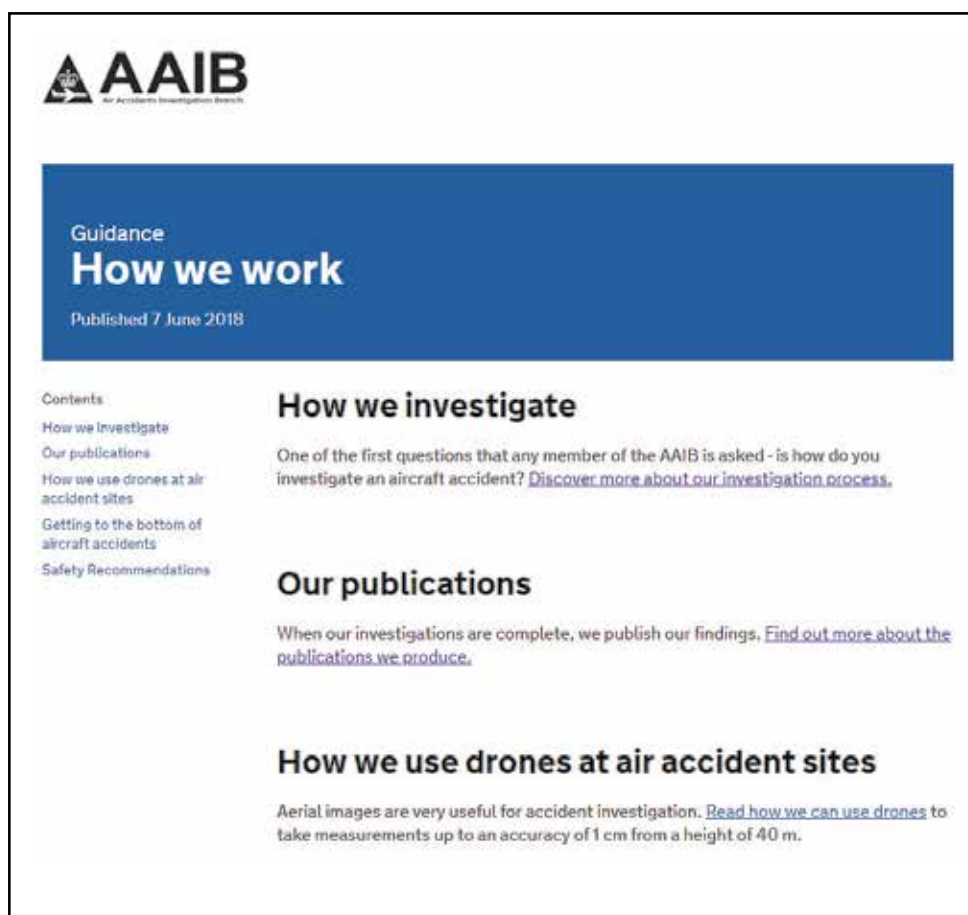 AAIB
Air Accidents Investigation Branch
Guidance
How we work
Published 7 June 2018
Contents
How we investigate
Our publications
How we use drones at air
accident sites
Getting to the bottom of
aircraft accidents
Safety Recommendations
How we investigate
One of the first questions that any member of the AAIB is asked - is how do you
investigate an aircraft accident? Discover more about our investigation process.
Our publications
When our investigations are complete, we publish our findings. Find out more about the
publications we produce.
How we use drones at air accident sites
Aerial images are very useful for accident investigation. Read how we can use drones to
take measurements up to an accuracy of 1 cm from a height of 40 m.